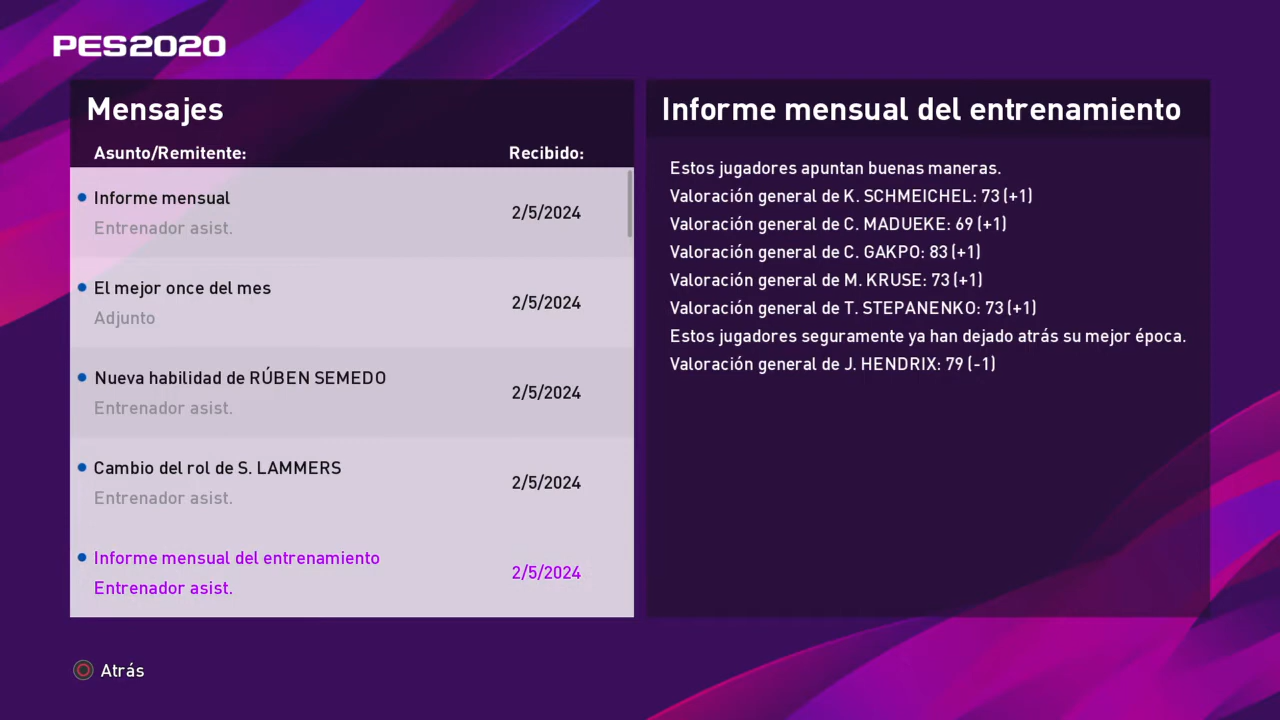 PES2020
Mensajes
Asunto/Remitente: Recibido:
Informe mensual
Entrenador asist.
2/5/2024
El mejor once del mes
Adjunto
2/5/2024
Nueva habilidad de RÚBEN SEMEDO
Entrenador asist.
2/5/2024
Cambio del rol de S. LAMMERS
Entrenador asist.
2/5/2024
Informe mensual del entrenamiento
Entrenador asist.
2/5/2024
Informe mensual del entrenamiento
Estos jugadores apuntan buenas maneras.
Valoración general de K. SCHMEICHEL: 73 (+1)
Valoración general de C. MADUEKE: 69 (+1)
Valoración general de C. GAKPO: 83 (+1)
Valoración general de M. KRUSE: 73 (+1)
Valoración general de T. STEPANENKO: 73 (+1)
Estos jugadores seguramente ya han dejado atrás su mejor época.
Valoración general de J. HENDRIX: 79 (-1)
Atrás